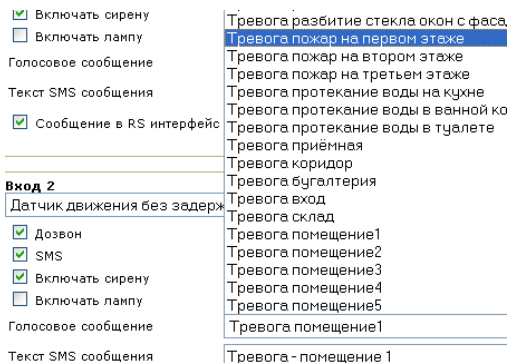 Включать сирену
Тревога разбитие стекла окон с фаса
Включать лампу
Тревога пожар на первом этаже
Тревога пожар на втором этаже
Голосовое сообщение
Тревога пожар на третьем этаже
Текст SMS сообщения
Тревога протекание воды на кухне
Тревога протекание воды в ванной ко
Сообщение в RS интерфейс
Тревога протекание воды в туалете
Тревога приёмная
Тревога коридор
Тревога бугалтерия
Вход 2
Тревога вход
Датчик движения без задерж
Тревога склад
Дозвон
Тревога помещение1
SMS
Тревога помещение2
Включать сирену
Тревога помещение3
Включать лампу
Тревога помещение4
Тревога помещение5
Голосовое сообщение
Тревога помещение1
Текст SMS сообщения
Тревога - помещение 1